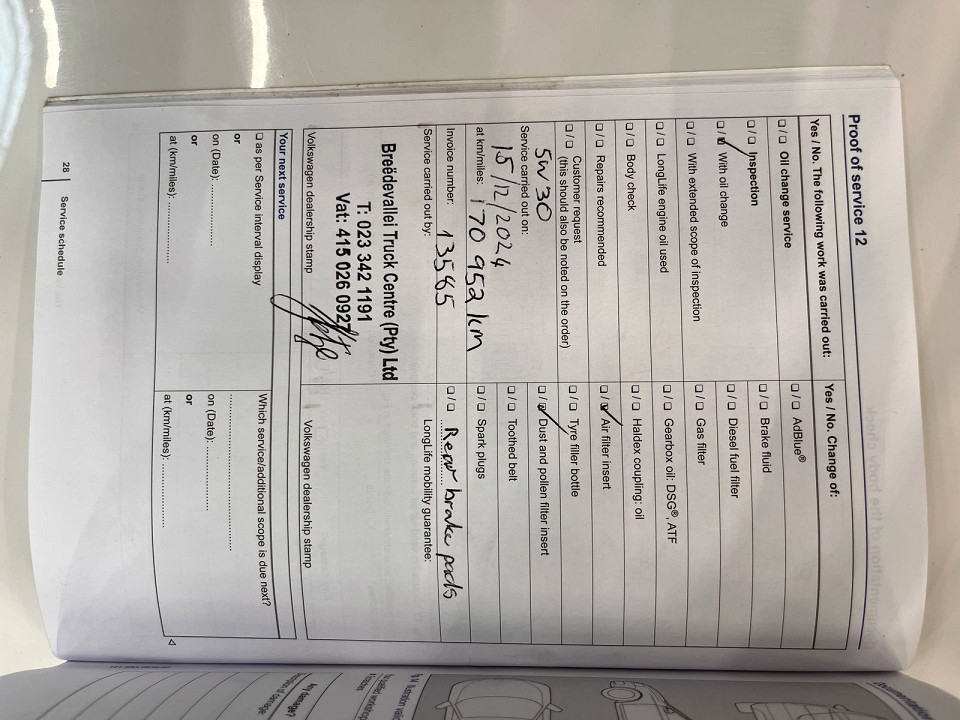 Proof of service 12
Yes / No. The following work was carried out:
☐ / ☐ Oil change service
☐ / ☐ Inspection
☐ / ☑ With oil change
☐ / ☐ With extended scope of inspection
☐ / ☐ LongLife engine oil used
☐ / ☐ Body check
☐ / ☐ Repairs recommended
☐ / ☐ Customer request
(this should also be noted on the order)
5W30
Service carried out on:
15/12/2024
at km/miles: 170 952 km
Invoice number: 13585
Service carried out by:
Breëdevallei Truck Centre (Pty) Ltd
T: 023 342 1191
Vat: 415 026 0927
Volkswagen dealership stamp
Yes / No. Change of:
☐ / ☐ AdBlue®
☐ / ☐ Brake fluid
☐ / ☐ Diesel fuel filter
☐ / ☐ Gas filter
☐ / ☐ Gearbox oil: DSG®, ATF
☐ / ☐ Haldex coupling: oil
☐ / ☑ Air filter insert
☐ / ☐ Tyre filler bottle
☐ / ☑ Dust and pollen filter insert
☐ / ☐ Toothed belt
☐ / ☐ Spark plugs
☐ / ☐ Rear brake pads
LongLife mobility guarantee:
Volkswagen dealership stamp
Your next service
☐ as per service interval display
or
on (Date): ....................
or
at (km/miles): ....................
Which service/additional scope is due next?
........................................
on (Date): ....................
or
at (km/miles): ....................
28 | Service schedule
Any damage?